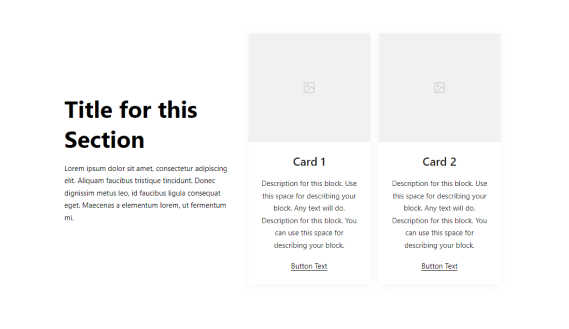 Title for this
Section
Lorem ipsum dolor sit amet, consectetur adipiscing
elit. Aliquam faucibus tristique tincidunt. Donec
dignissim metus leo, id faucibus ligula consequat
eget. Maecenas a elementum lorem, ut fermentum
mi.
Card 1
Description for this block. Use
this space for describing your
block. Any text will do.
Description for this block. You
can use this space for
describing your block.
Button Text
Card 2
Description for this block. Use
this space for describing your
block. Any text will do.
Description for this block. You
can use this space for
describing your block.
Button Text